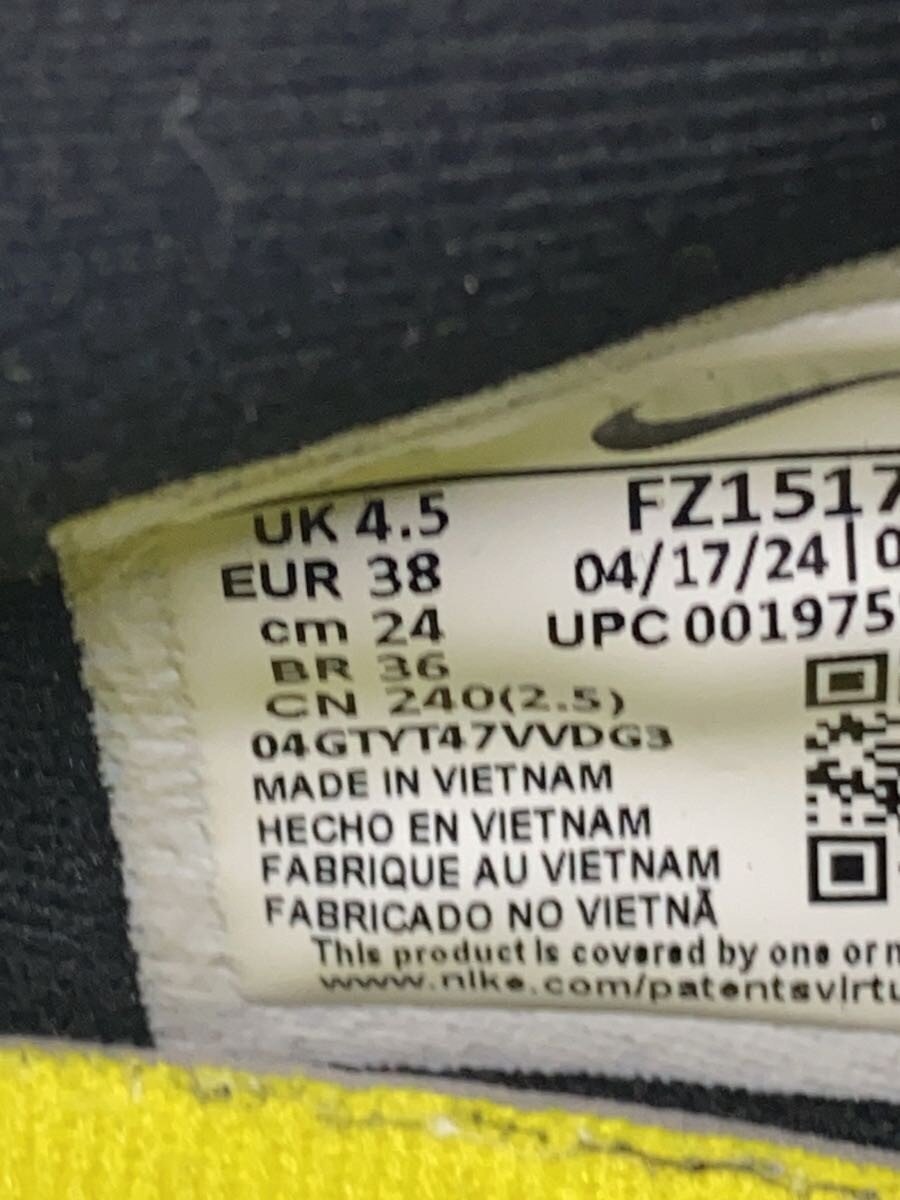 UK 4.5
EUR 38
cm 24
BR 36
CN 240(2.5)
04GTYT47VVDG3
MADE IN VIETNAM
HECHO EN VIETNAM
FABRIQUE AU VIETNAM
FABRICADO NO VIETNÃ
FZ1517
04/17/24 | 0
UPC 001975
This product is covered by one or
www.nike.com/patentsvirtu